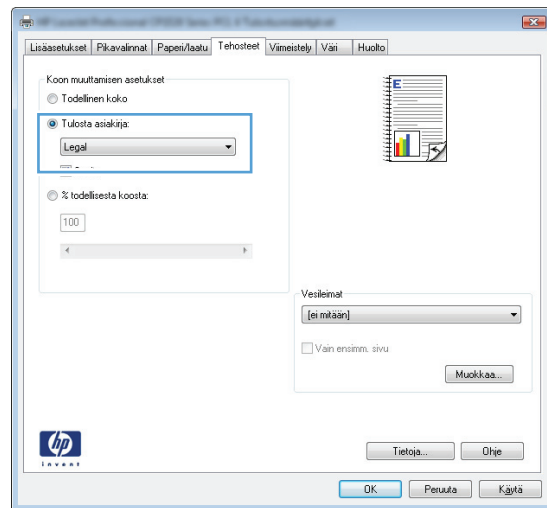 Lisäasetukset Pikavalinnat Paperi/laatu Tehosteet Viimeistely Väri Huolto
Koon muuttamisen asetukset
Todellinen koko
Tulosta asiakirja:
Legal
% todellisesta koosta:
100
E
Vesileimat
[ei mitään]
Vain ensimm. sivu
Muokkaa...
hp
invent
Tietoja... Ohje
OK Peruuta Käytä